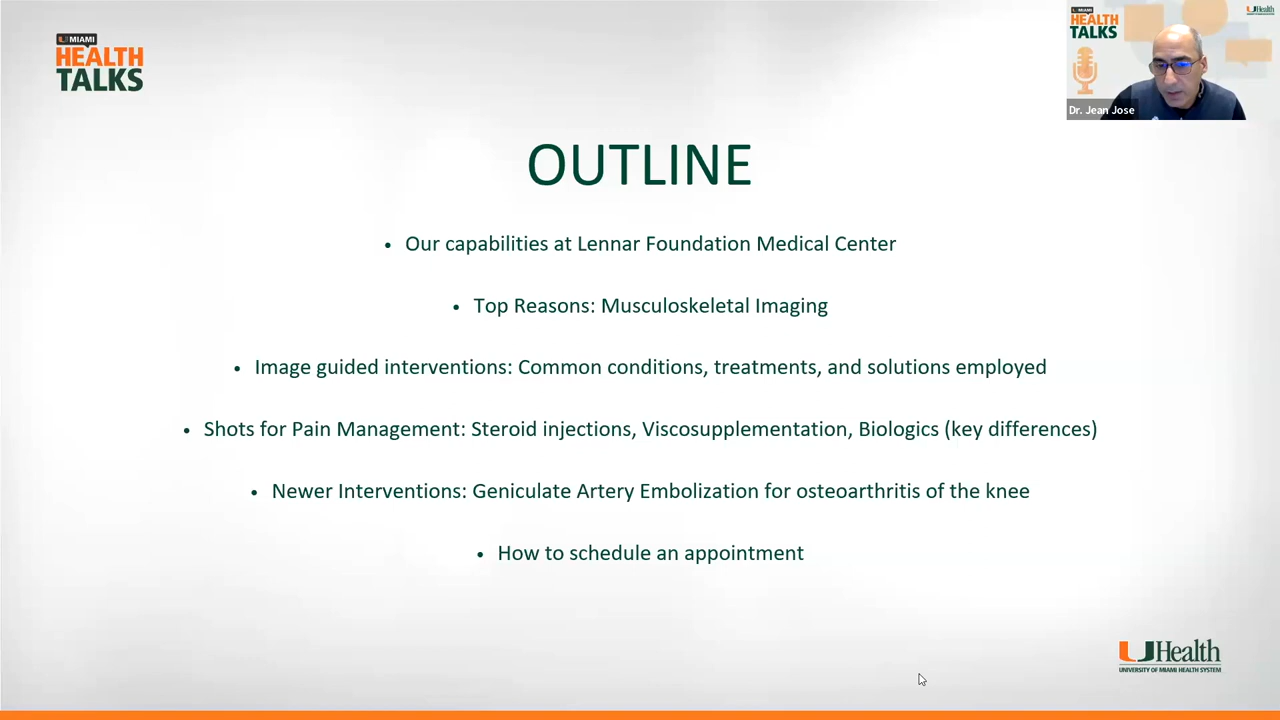 U MIAMI
HEALTH
TALKS
U MIAMI
HEALTH
TALKS
UHealth
Dr. Jean Jose
OUTLINE
• Our capabilities at Lennar Foundation Medical Center
• Top Reasons: Musculoskeletal Imaging
• Image guided interventions: Common conditions, treatments, and solutions employed
• Shots for Pain Management: Steroid injections, Viscosupplementation, Biologics (key differences)
• Newer Interventions: Geniculate Artery Embolization for osteoarthritis of the knee
• How to schedule an appointment
UHealth
UNIVERSITY OF MIAMI HEALTH SYSTEM